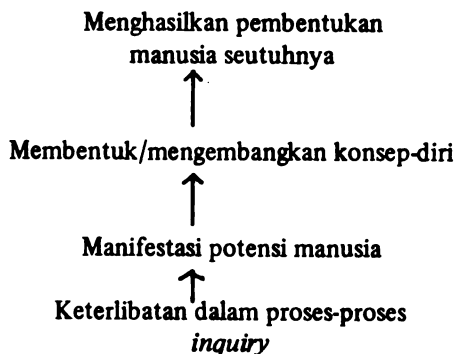 Menghasilkan pembentukan
manusia seutuhnya
Membentuk/mengembangkan konsep-diri
Manifestasi potensi manusia
Keterlibatan dalam proses-proses
inquiry